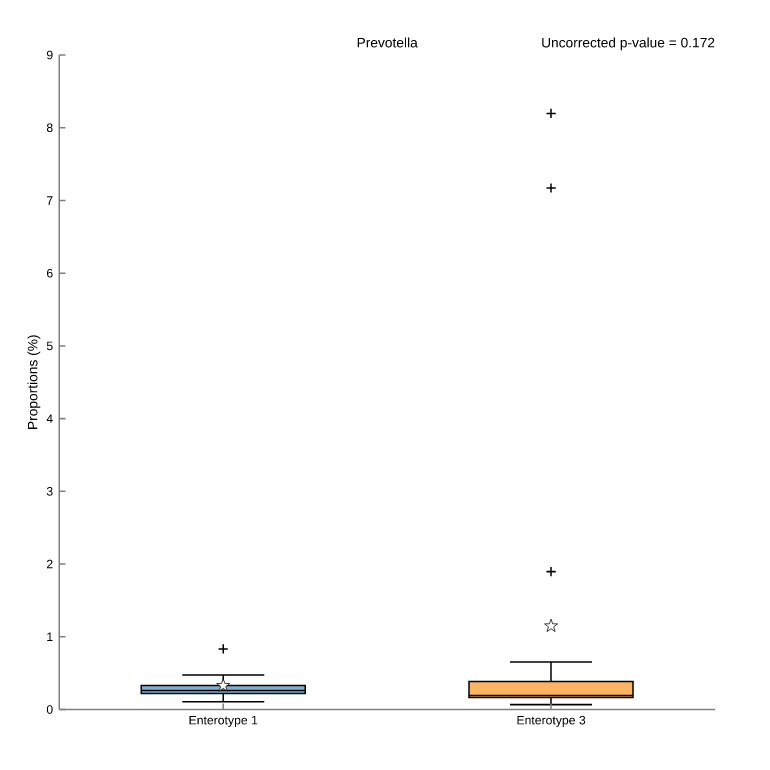 Prevotella
Uncorrected p-value = 0.172
Proportions (%)
9
8
7
6
5
4
3
2
1
0
Enterotype 1
Enterotype 3